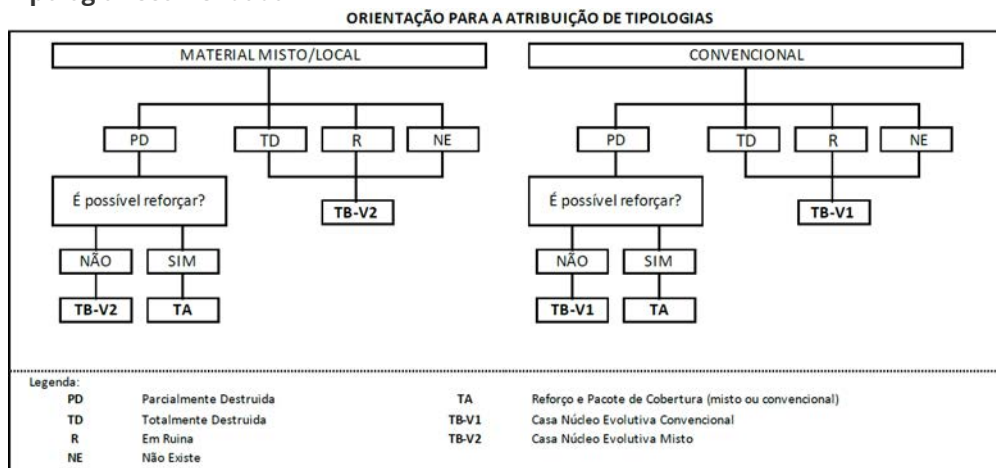 ORIENTAÇÃO PARA A ATRIBUIÇÃO DE TIPOLOGIAS
MATERIAL MISTO/LOCAL
CONVENCIONAL
PD TD R NE
PD TD R NE
É possível reforçar?
TB-V2
É possível reforçar?
TB-V1
NÃO SIM
NÃO SIM
TB-V2 TA
TB-V1 TA
Legenda:
PD Parcialmente Destruida
TD Totalmente Destruida
R Em Ruina
NE Não Existe
TA Reforço e Pacote de Cobertura (misto ou convencional)
TB-V1 Casa Núcleo Evolutiva Convencional
TB-V2 Casa Núcleo Evolutiva Misto